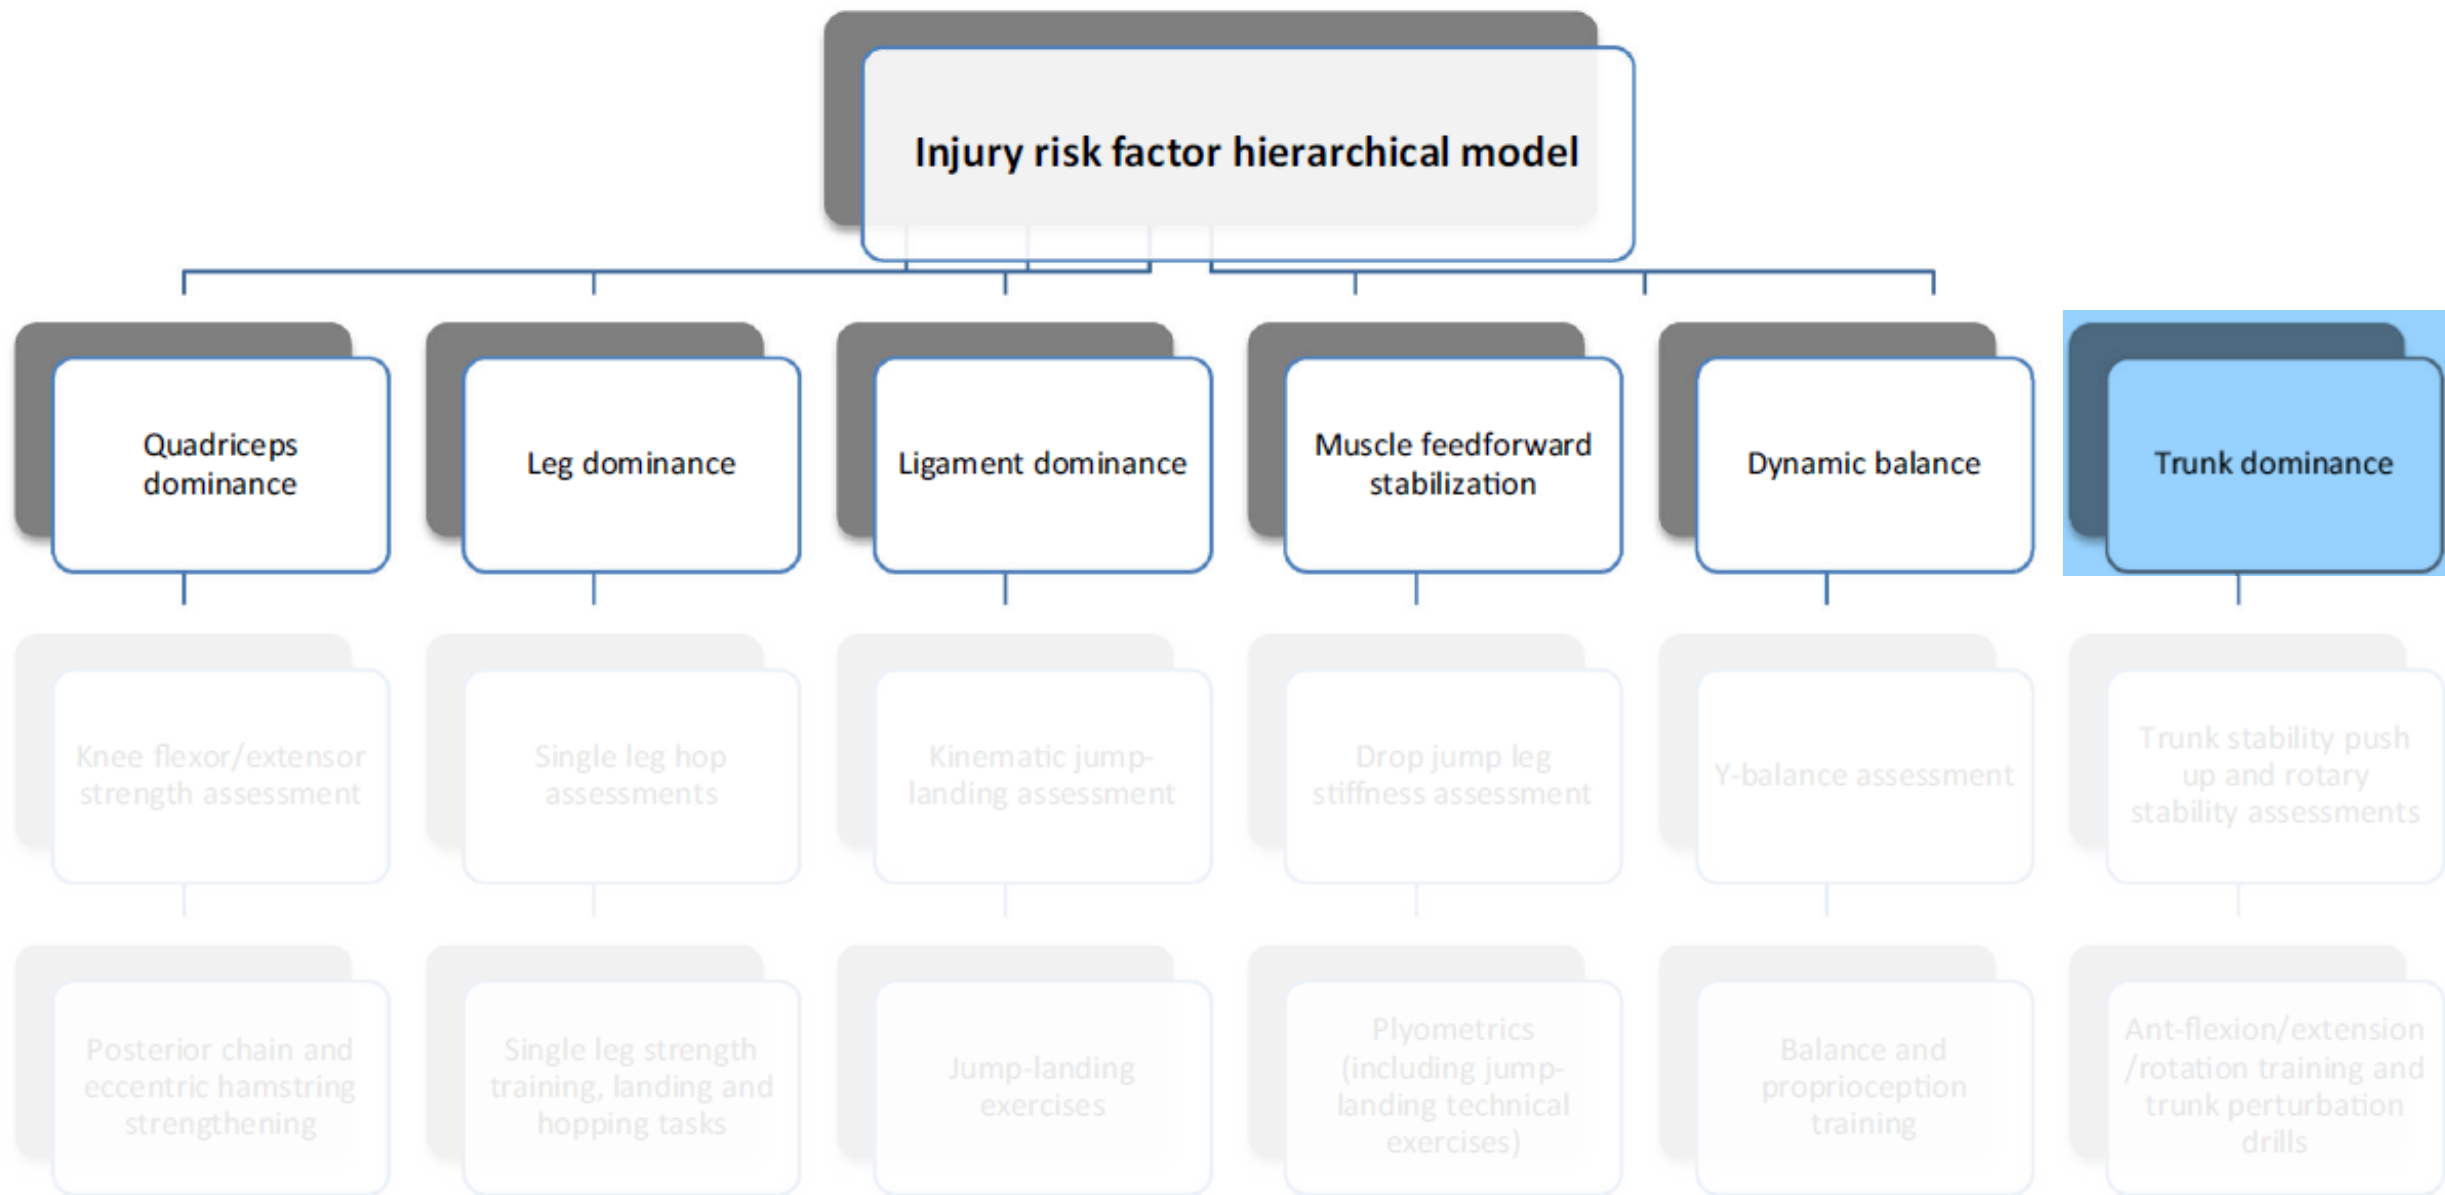 Injury risk factor hierarchical model
Quadriceps
dominance
Leg dominance
Ligament dominance
Muscle feedforward
stabilization
Dynamic balance
Trunk dominance
Knee flexor/extensor
strength assessment
Single leg hop
assessments
Kinematic jump-
landing assessment
Drop jump leg
stiffness assessment
Y-balance assessment
Trunk stability push
up and rotary
stability assessments
Posterior chain and
eccentric hamstring
strengthening
Single leg strength
training, landing and
hopping tasks
Jump-landing
exercises
Plyometrics
(including jump-
landing technical
exercises)
Balance and
proprioception
training
Ant-flexion/extension
/rotation training and
trunk perturbation
drills